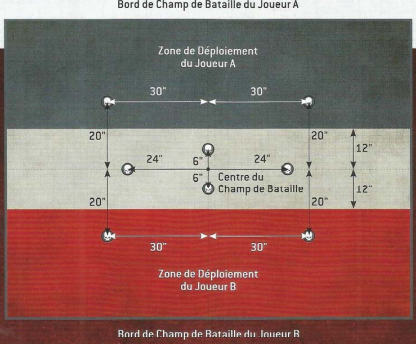 Bord de Champ de Bataille du Joueur A
Zone de Déploiement
du Joueur A
30" 30"
20" 20"
12"
24" 6" 24"
6" Centre du
Champ de Bataille
12"
20" 20"
30" 30"
Zone de Déploiement
du Joueur B
Bord de Champ de Bataille du Joueur B